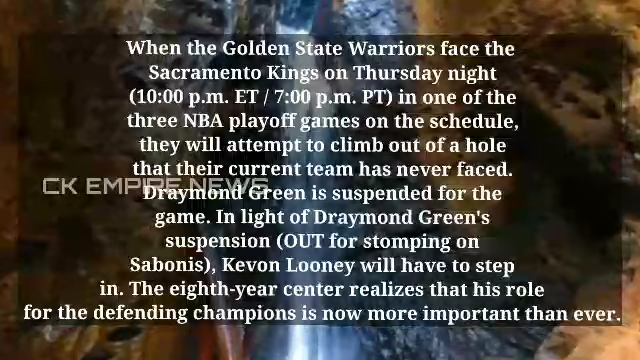 When the Golden State Warriors face the
Sacramento Kings on Thursday night
(10:00 p.m. ET / 7:00 p.m. PT) in one of the
three NBA playoff games on the schedule,
they will attempt to climb out of a hole
that their current team has never faced.
CK EMPIRE NEWS
Draymond Green is suspended for the
game. In light of Draymond Green's
suspension (OUT for stomping on
Sabonis), Kevon Looney will have to step
in. The eighth-year center realizes that his role
for the defending champions is now more important than ever.